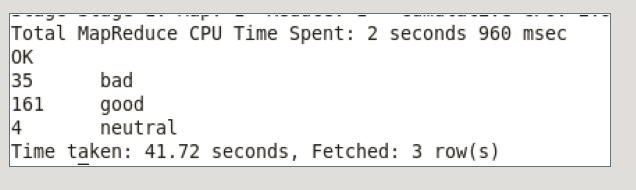 Total MapReduce CPU Time Spent: 2 seconds 960 msec
OK
35 bad
161 good
4 neutral
Time taken: 41.72 seconds, Fetched: 3 row(s)